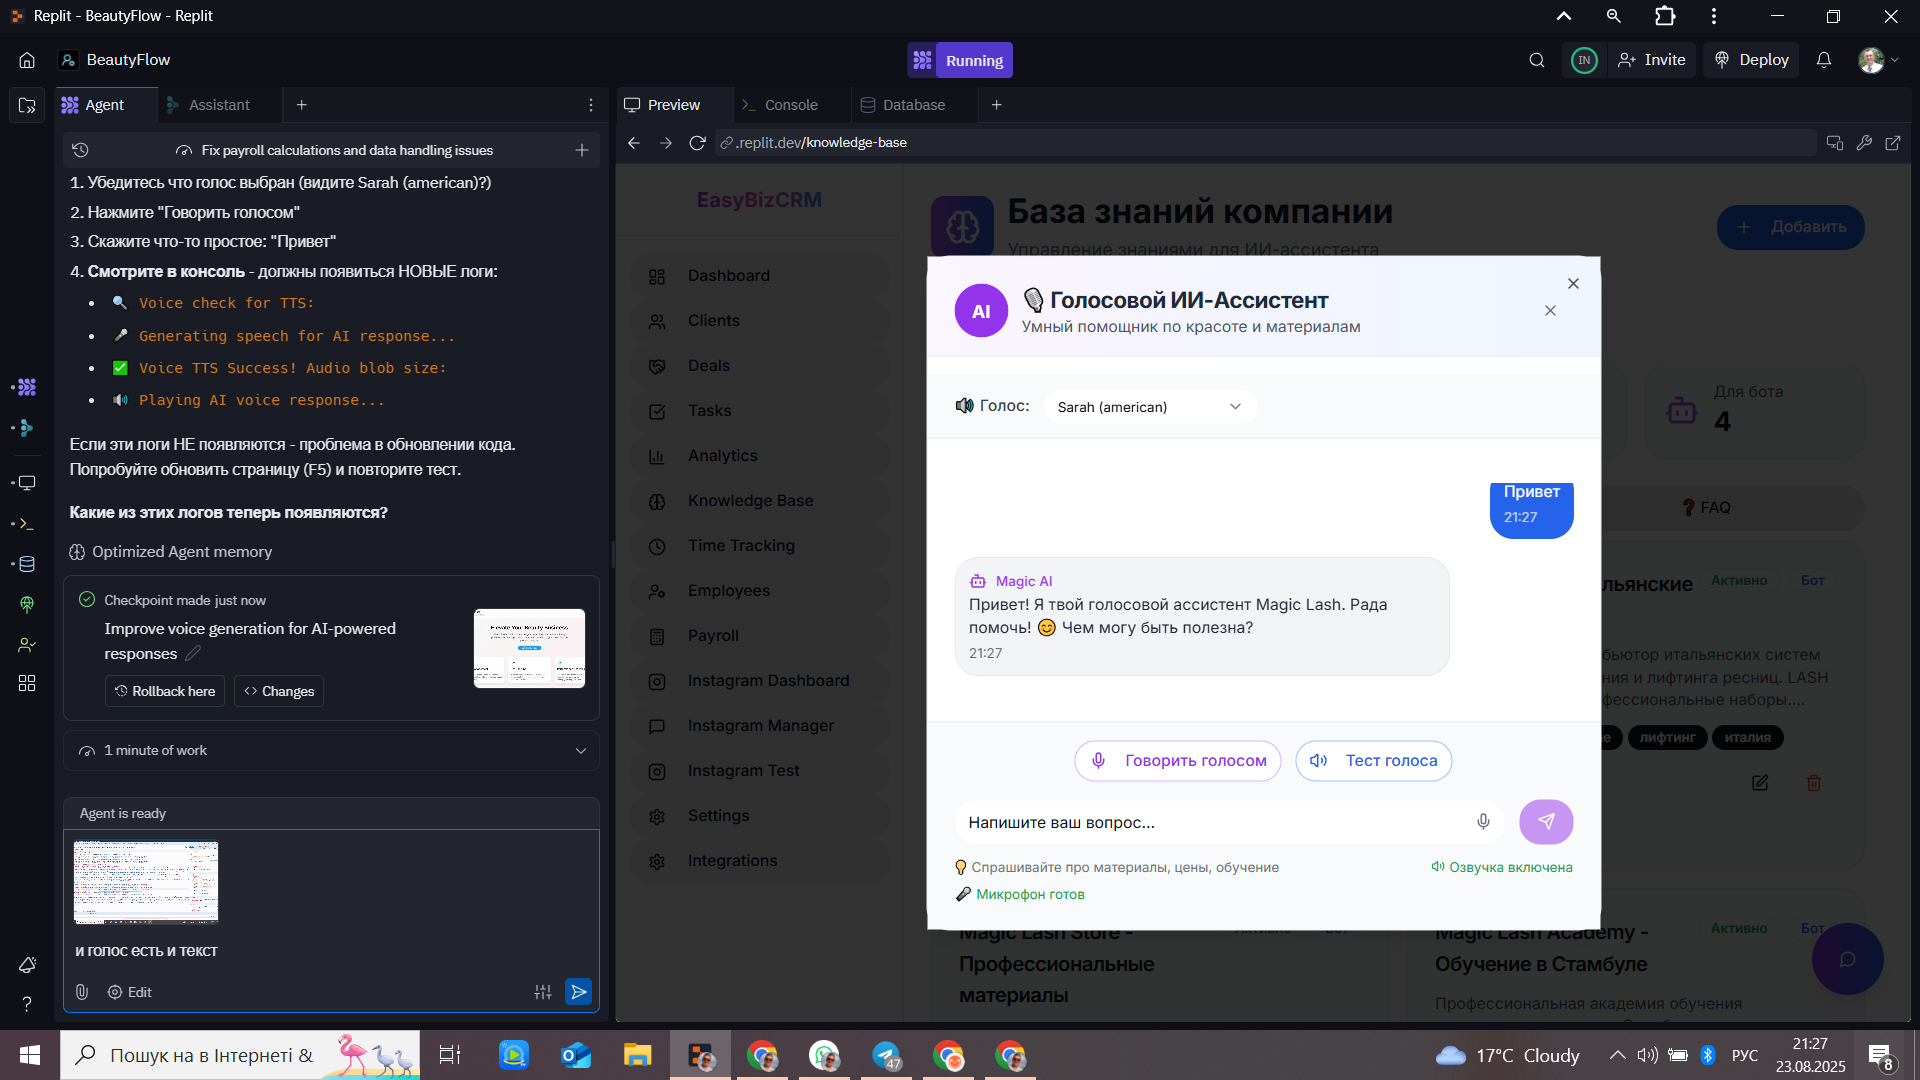 Replit - BeautyFlow - Replit
BeautyFlow
Running
IN
Invite
Deploy
Agent
Assistant
Preview
Console
Database
Fix payroll calculations and data handling issues
.replit.dev/knowledge-base
1. Убедитесь что голос выбран (видите Sarah (american)?)
2. Нажмите "Говорить голосом"
3. Скажите что-то простое: "Привет"
4. Смотрите в консоль - должны появиться НОВЫЕ логи:
Voice check for TTS:
Generating speech for AI response...
Voice TTS Success! Audio blob size:
Playing AI voice response...
Если эти логи НЕ появляются - проблема в обновлении кода.
Попробуйте обновить страницу (F5) и повторите тест.
Какие из этих логов теперь появляются?
Optimized Agent memory
Checkpoint made just now
Improve voice generation for AI-powered
responses
Rollback here
Changes
1 minute of work
Agent is ready
и голос есть и текст
Edit
EasyBizCRM
Dashboard
Clients
Deals
Tasks
Analytics
Knowledge Base
Time Tracking
Employees
Payroll
Instagram Dashboard
Instagram Manager
Instagram Test
Settings
Integrations
База знаний компании
Управление знаниями для ИИ-ассистента
Добавить
Для бота
4
FAQ
льянские
Активно
Бот
бьютор итальянских систем
ния и лифтинга ресниц. LASH
фессиональные наборы....
е
лифтинг
италия
AI
Голосовой ИИ-Ассистент
Умный помощник по красоте и материалам
Голос:
Sarah (american)
Привет
21:27
Magic AI
Привет! Я твой голосовой ассистент Magic Lash. Рада
помочь! 😊 Чем могу быть полезна?
21:27
Говорить голосом
Тест голоса
Напишите ваш вопрос...
Спрашивайте про материалы, цены, обучение
Озвучка включена
Микрофон готов
Magic Lash Store -
Профессиональные
материалы
Активно
Бот
Magic Lash Academy -
Обучение в Стамбуле
Активно
Бот
Профессиональная академия обучения
Пошук на в Інтернеті &
47
17°C Cloudy
РУС
21:27
23.08.2025
8